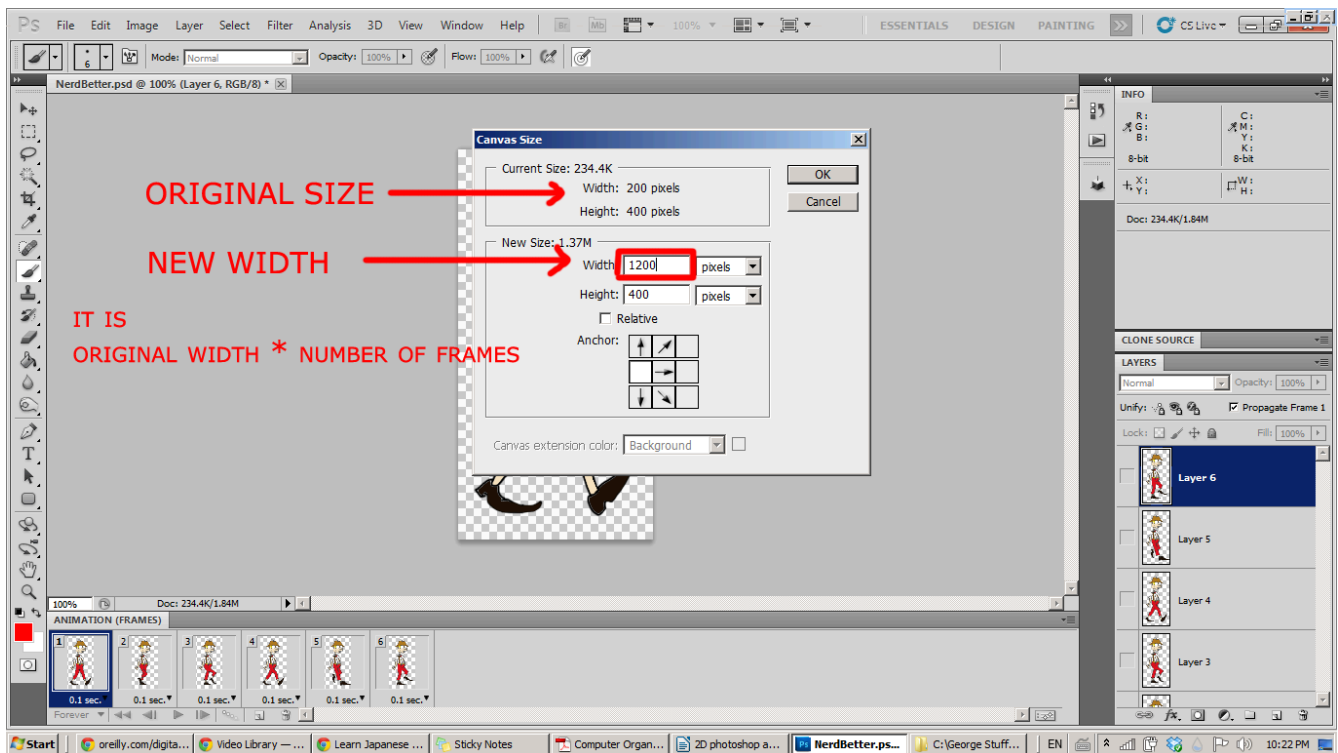 Ps File Edit Image Layer Select Filter Analysis 3D View Window Help Br Mb 100% ESSENTIALS DESIGN PAINTING >> CS Live
6 Mode: Normal Opacity: 100% Flow: 100%
NerdBetter.psd @ 100% (Layer 6, RGB/8) *
INFO
R: G: B:
C: M: Y: K:
8-bit 8-bit
X: Y: W: H:
Doc: 234.4K/1.84M
Canvas Size
Current Size: 234.4K
Width: 200 pixels
Height: 400 pixels
OK
Cancel
New Size: 1.37M
Width: 1200 pixels
Height: 400 pixels
Relative
Anchor:
Canvas extension color: Background
ORIGINAL SIZE
NEW WIDTH
IT IS
ORIGINAL WIDTH * NUMBER OF FRAMES
CLONE SOURCE
LAYERS
Normal Opacity: 100%
Unify: Propagate Frame 1
Lock: Fill: 100%
Layer 6
Layer 5
Layer 4
Layer 3
fx.
100% Doc: 234.4K/1.84M
ANIMATION (FRAMES)
1 2 3 4 5 6
0.1 sec. 0.1 sec. 0.1 sec. 0.1 sec. 0.1 sec. 0.1 sec.
Forever
Start oreilly.com/digita... Video Library — ... Learn Japanese ... Sticky Notes Computer Organ... 2D photoshop a... Ps NerdBetter.ps... C:\George Stuff... EN 10:22 PM